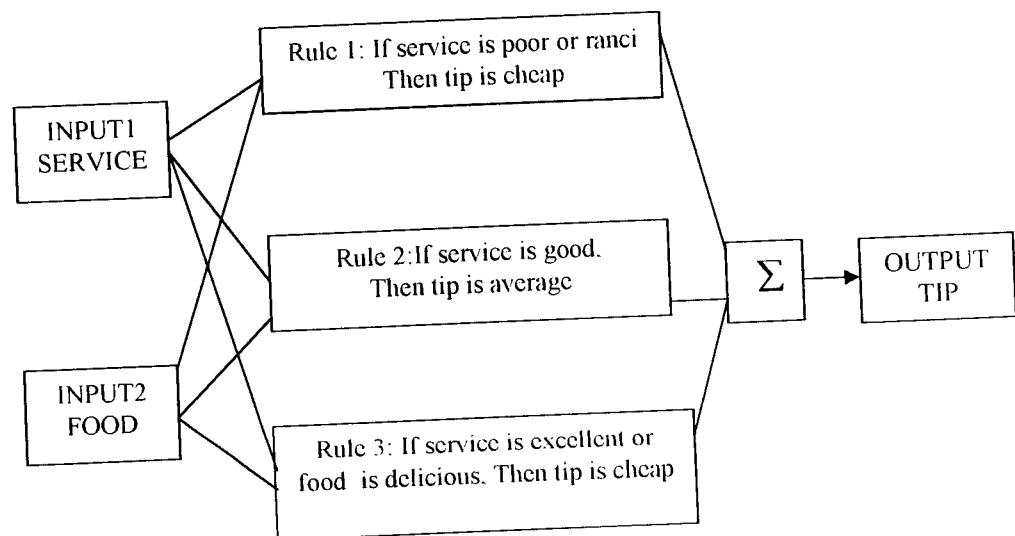 Rule 1: If service is poor or ranci
Then tip is cheap
INPUT1
SERVICE
Rule 2:If service is good.
Then tip is average
Σ
OUTPUT
TIP
INPUT2
FOOD
Rule 3: If service is excellent or
food is delicious. Then tip is cheap